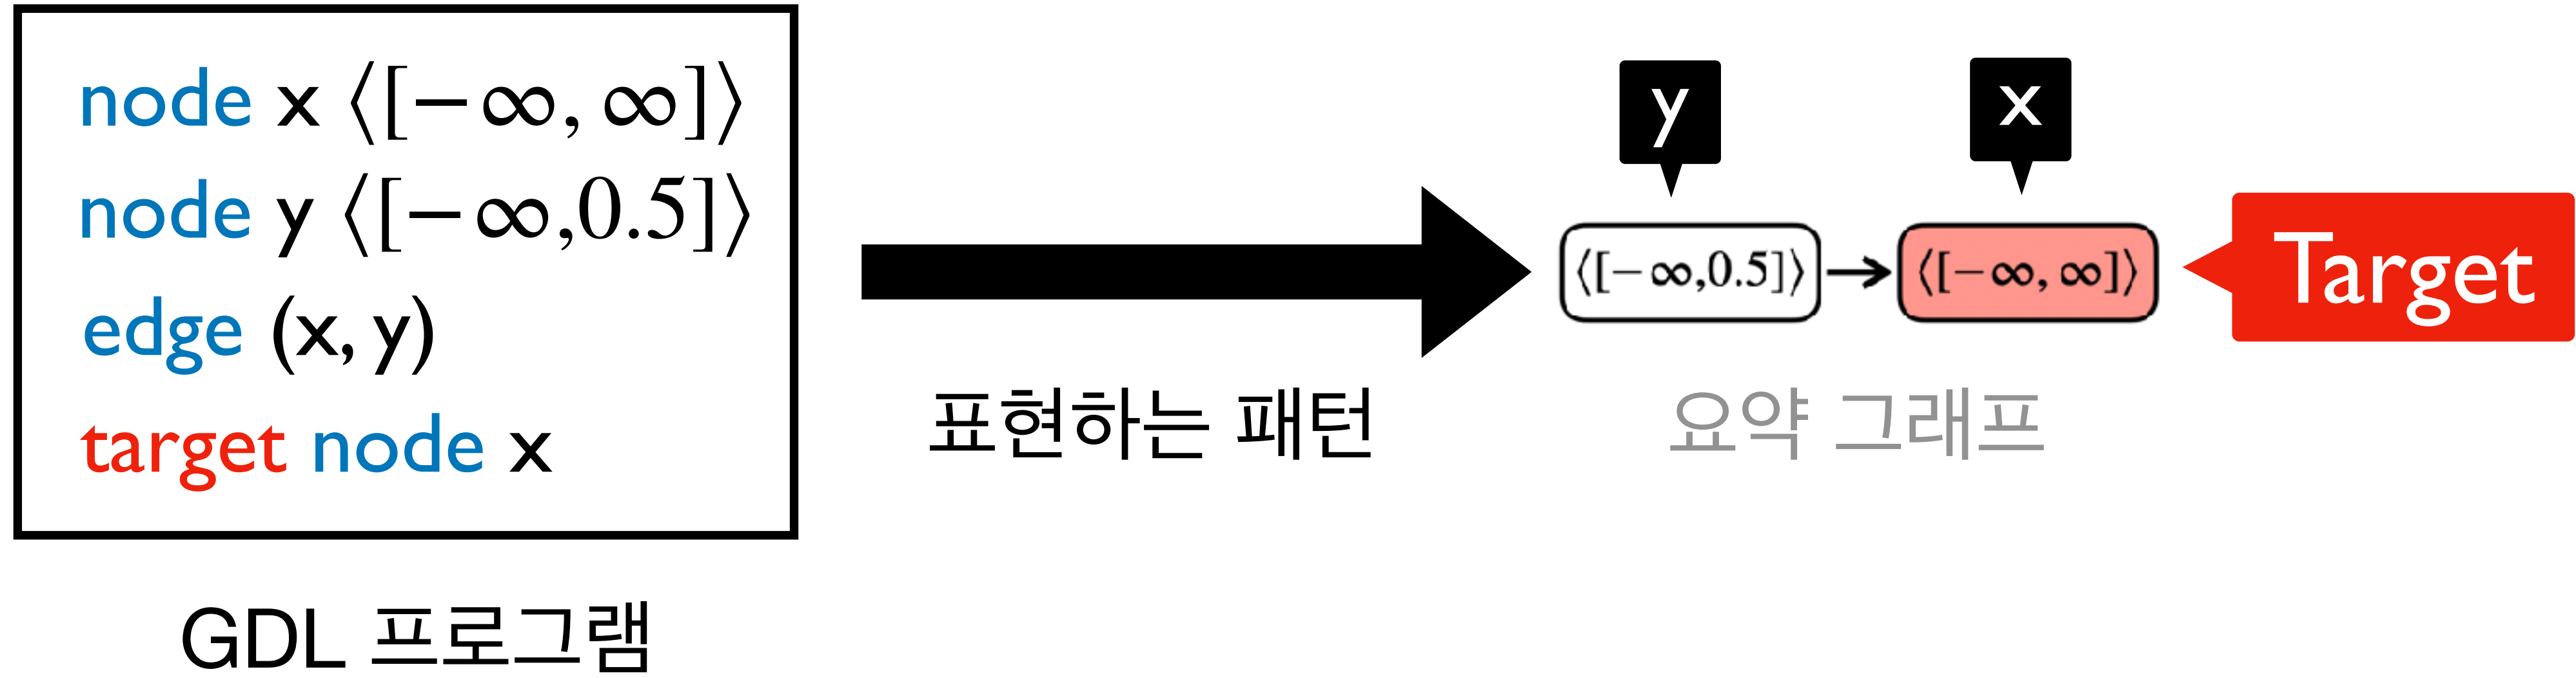 node x ⟨[−∞, ∞]⟩
node y ⟨[−∞,0.5]⟩
edge (x, y)
target node x
GDL 프로그램
표현하는 패턴
y
x
⟨[−∞,0.5]⟩
⟨[−∞, ∞]⟩
Target
요약 그래프